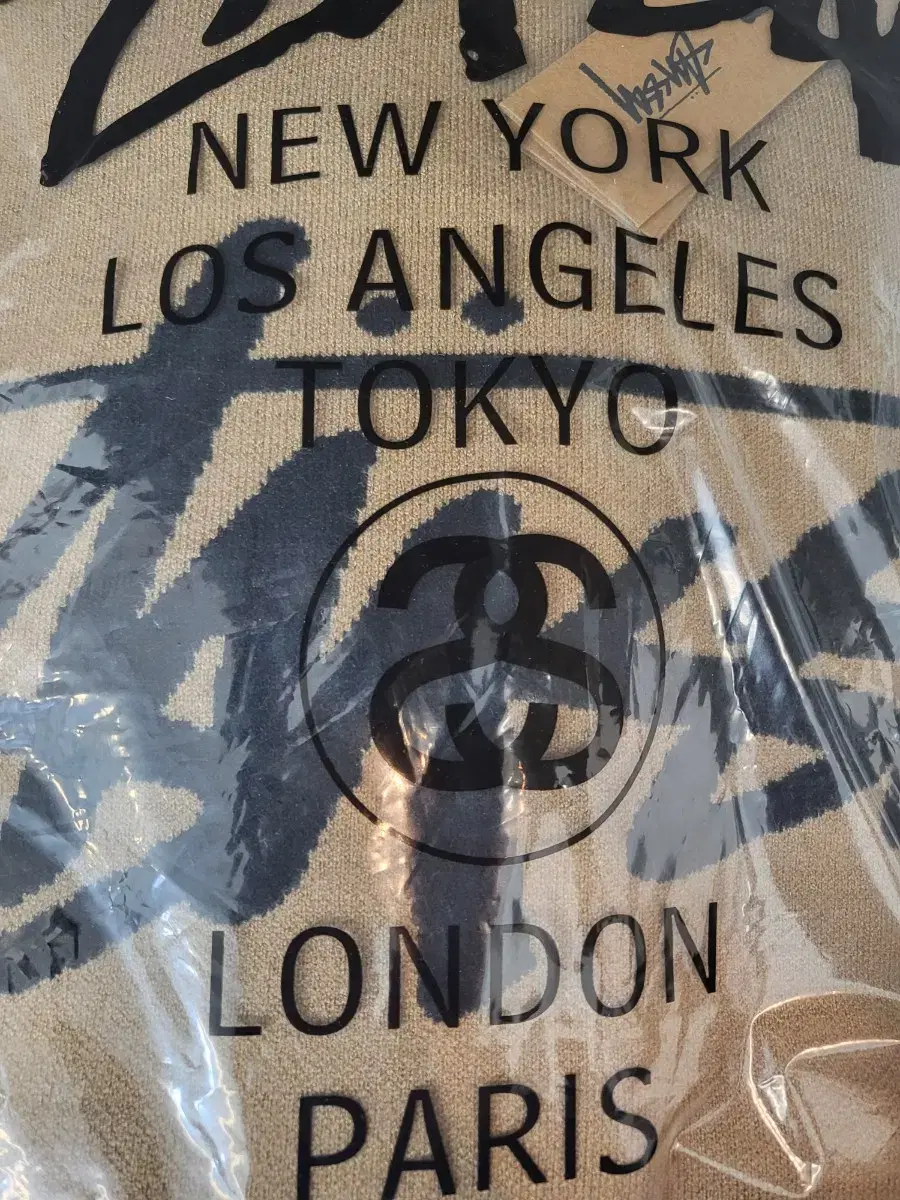 NEW YORK
LOS ANGELES
TOKYO
LONDON
PARIS